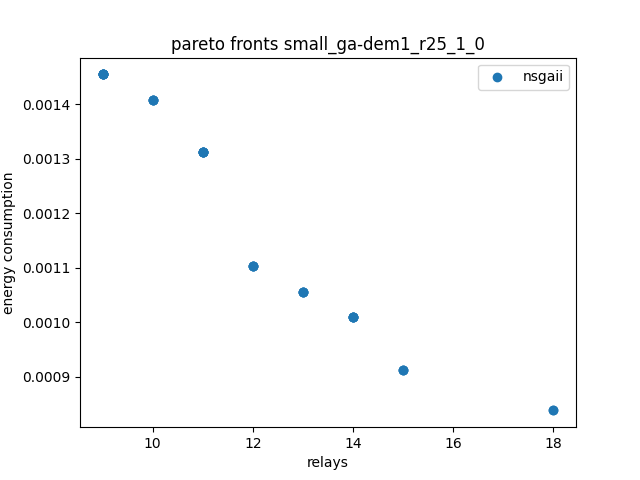 pareto fronts small_ga-dem1_r25_1_0
nsgaii
energy consumption
0.0014
0.0013
0.0012
0.0011
0.0010
0.0009
10 12 14 16 18
relays